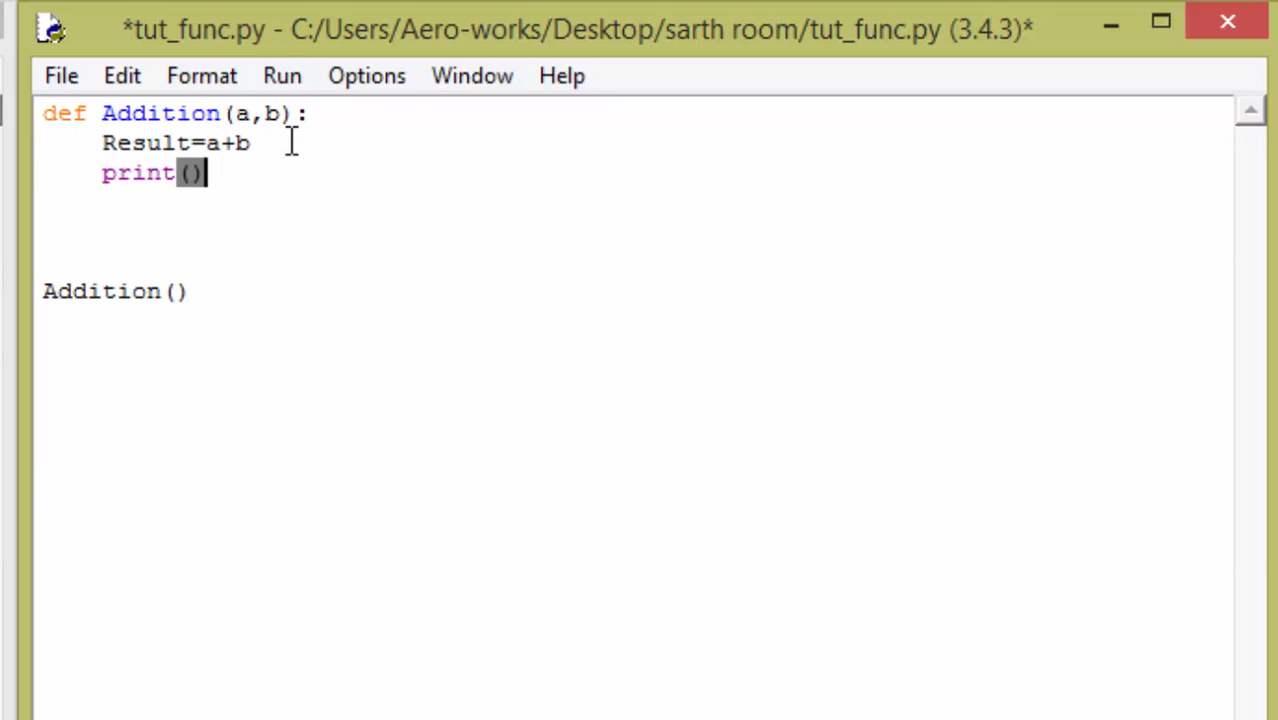 *tut_func.py - C:/Users/Aero-works/Desktop/sarth room/tut_func.py (3.4.3)*
File Edit Format Run Options Window Help
def Addition(a,b):
    Result=a+b
    print()
Addition()